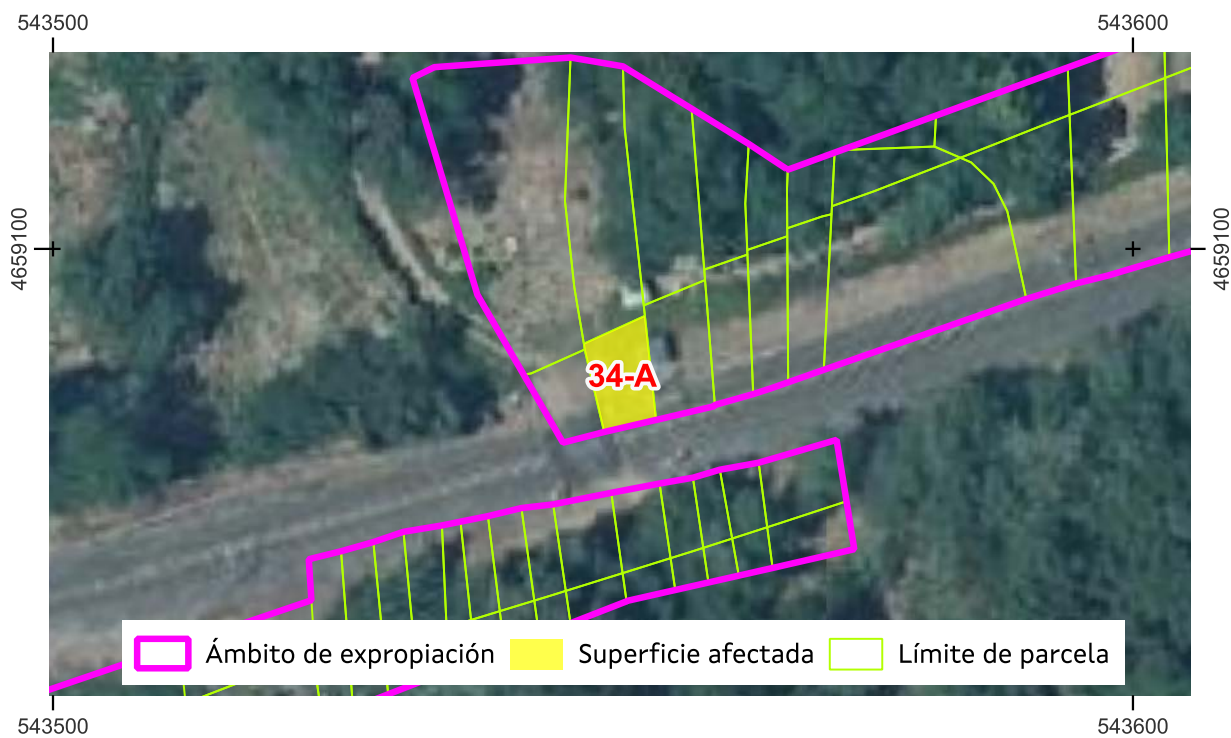 543500 543600
4659100 4659100
34-A
Ámbito de expropiación Superficie afectada Límite de parcela
543500 543600